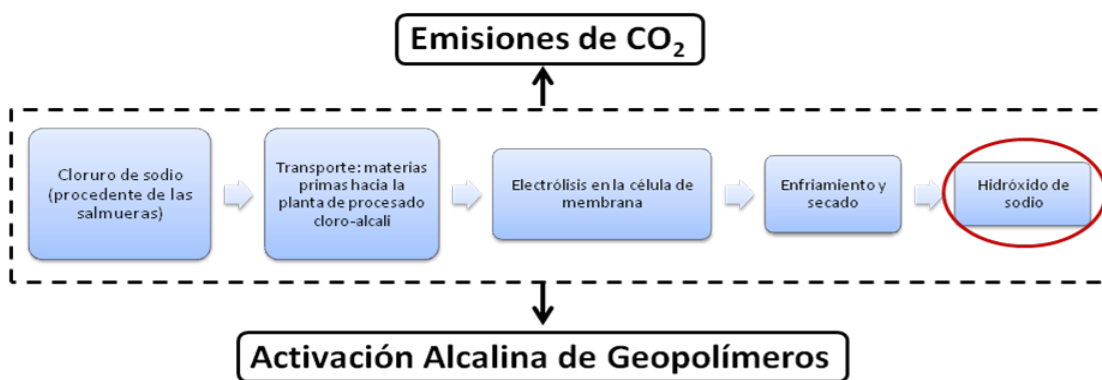 Emisiones de CO₂
Cloruro de sodio
(procedente de las
salmueras)
Transporte: materias
primas hacia la
planta de procesado
cloro-alcali
Electrólisis en la célula de
membrana
Enfriamiento y
secado
Hidróxido de
sodio
Activación Alcalina de Geopolímeros